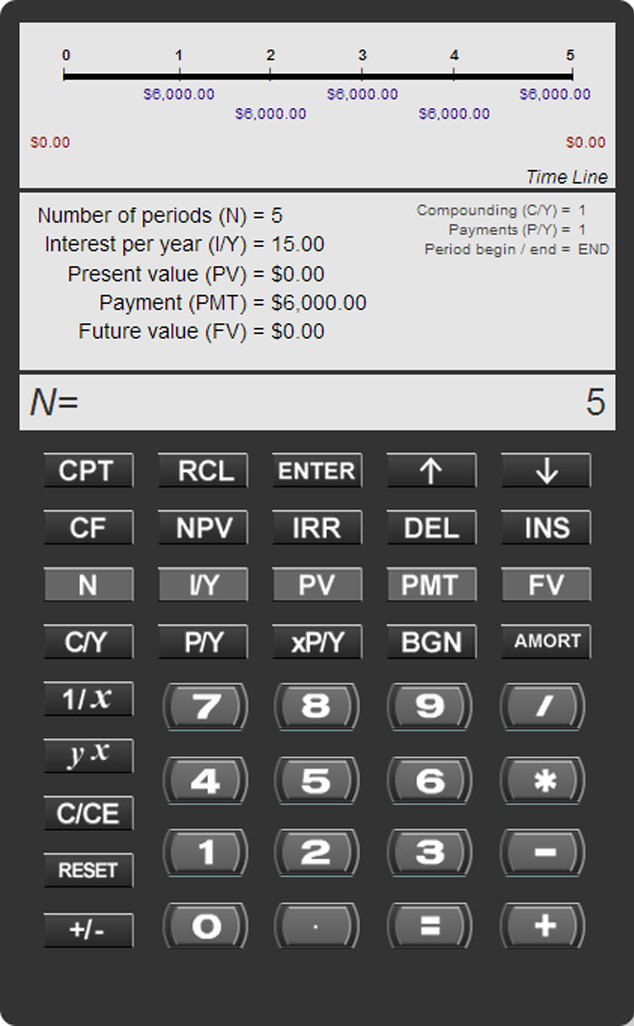 0 1 2 3 4 5
$6,000.00 $6,000.00 $6,000.00
$6,000.00 $6,000.00
$0.00 $0.00
Time Line
Number of periods (N) = 5
Interest per year (I/Y) = 15.00
Present value (PV) = $0.00
Payment (PMT) = $6,000.00
Future value (FV) = $0.00
Compounding (C/Y) = 1
Payments (P/Y) = 1
Period begin / end = END
N= 5
CPT RCL ENTER ↑ ↓
CF NPV IRR DEL INS
N I/Y PV PMT FV
C/Y P/Y xP/Y BGN AMORT
1/x 7 8 9 /
y x 4 5 6 *
C/CE
1 2 3 -
RESET
+/- 0 . = +